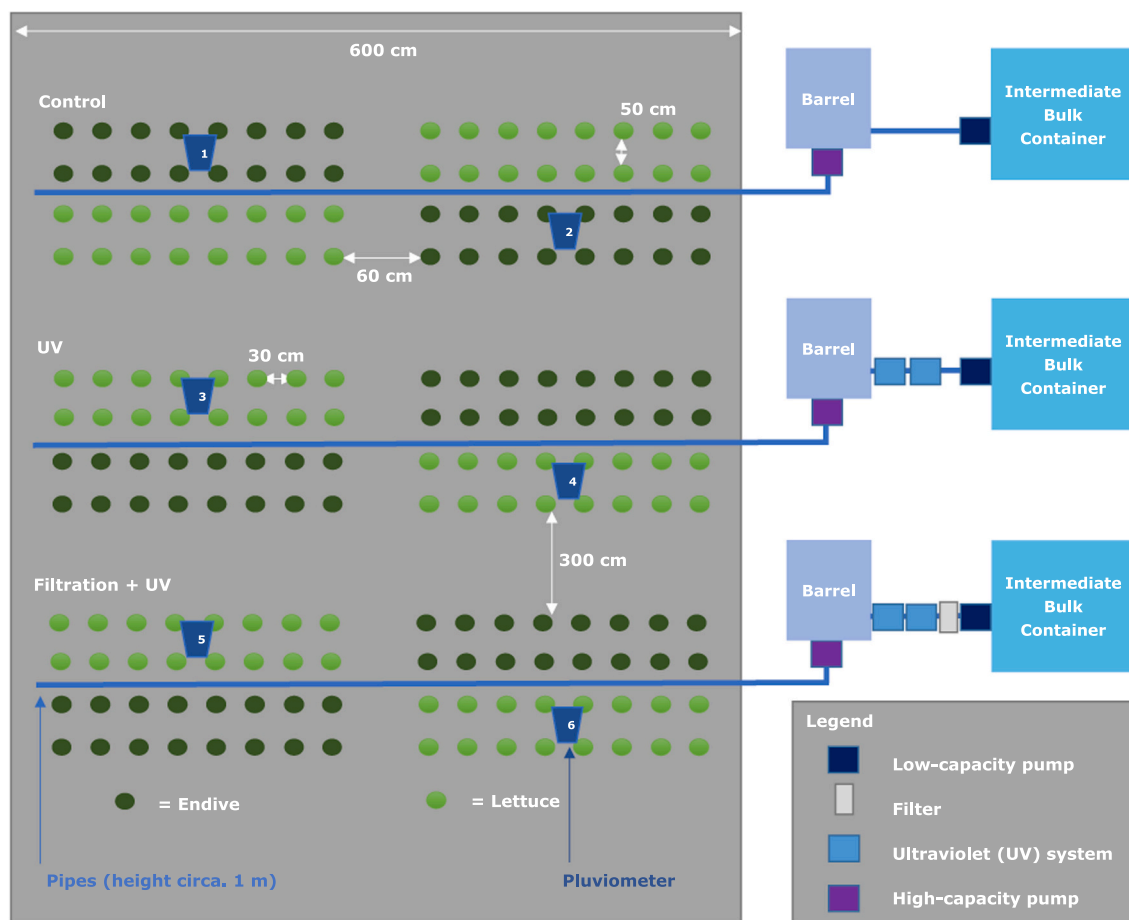 600 cm
Control
50 cm
1
2
60 cm
Barrel
Intermediate
Bulk
Container
UV
30 cm
3
4
Barrel
Intermediate
Bulk
Container
300 cm
Filtration + UV
5
6
Barrel
Intermediate
Bulk
Container
= Endive
= Lettuce
Pipes (height circa. 1 m)
Pluviometer
Legend
Low-capacity pump
Filter
Ultraviolet (UV) system
High-capacity pump